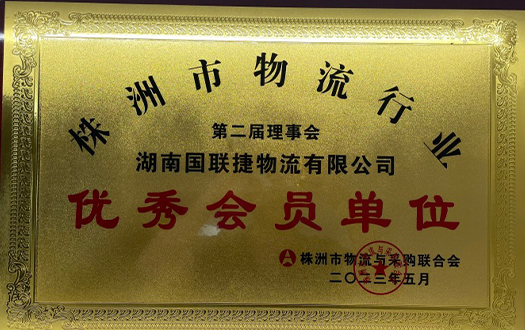 株洲市物流行业
第二届理事会
湖南国联捷物流有限公司
优秀会员单位
株洲市物流与采购联合会
二〇二三年五月